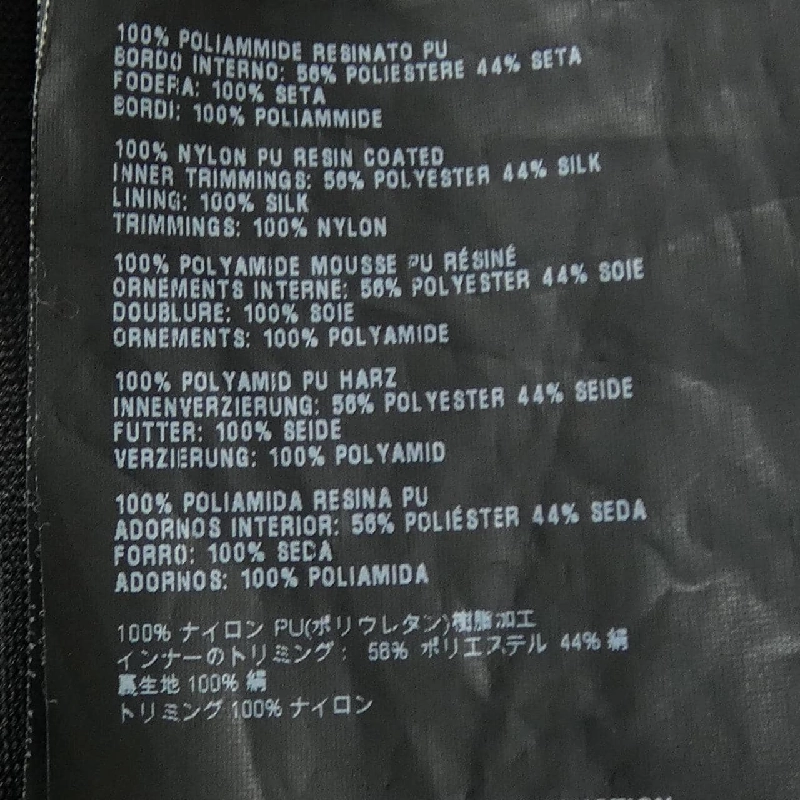 100% POLIAMMIDE RESINATO PU
BORDO INTERNO: 56% POLIESTERE 44% SETA
FODERA: 100% SETA
BORDI: 100% POLIAMMIDE
100% NYLON PU RESIN COATED
INNER TRIMMINGS: 56% POLYESTER 44% SILK
LINING: 100% SILK
TRIMMINGS: 100% NYLON
100% POLYAMIDE MOUSSE PU RÉSINÉ
ORNEMENTS INTERNE: 56% POLYESTER 44% SOIE
DOUBLURE: 100% SOIE
ORNEMENTS: 100% POLYAMIDE
100% POLYAMID PU HARZ
INNENVERZIERUNG: 56% POLYESTER 44% SEIDE
FUTTER: 100% SEIDE
VERZIERUNG: 100% POLYAMID
100% POLIAMIDA RESINA PU
ADORNOS INTERIOR: 56% POLIÉSTER 44% SEDA
FORRO: 100% SEDA
ADORNOS: 100% POLIAMIDA
100% ナイロン PU(ポリウレタン)樹脂加工
インナーのトリミング: 56% ポリエステル 44% 絹
裏生地 100% 絹
トリミング 100% ナイロン